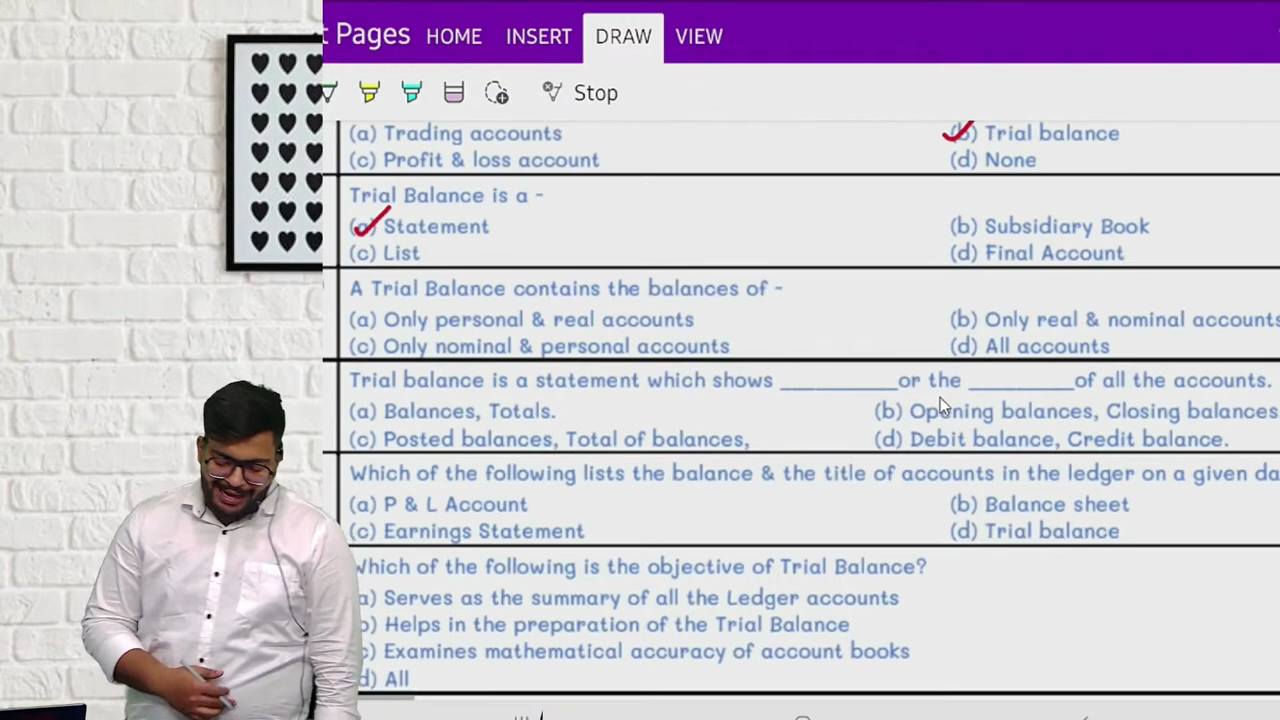 t Pages HOME INSERT DRAW VIEW
Stop
(a) Trading accounts (b) Trial balance
(c) Profit & loss account (d) None
Trial Balance is a -
(a) Statement (b) Subsidiary Book
(c) List (d) Final Account
A Trial Balance contains the balances of -
(a) Only personal & real accounts (b) Only real & nominal accounts
(c) Only nominal & personal accounts (d) All accounts
Trial balance is a statement which shows __________or the _________of all the accounts.
(a) Balances, Totals. (b) Opening balances, Closing balances
(c) Posted balances, Total of balances, (d) Debit balance, Credit balance.
Which of the following lists the balance & the title of accounts in the ledger on a given da
(a) P & L Account (b) Balance sheet
(c) Earnings Statement (d) Trial balance
Which of the following is the objective of Trial Balance?
a) Serves as the summary of all the Ledger accounts
b) Helps in the preparation of the Trial Balance
c) Examines mathematical accuracy of account books
d) All